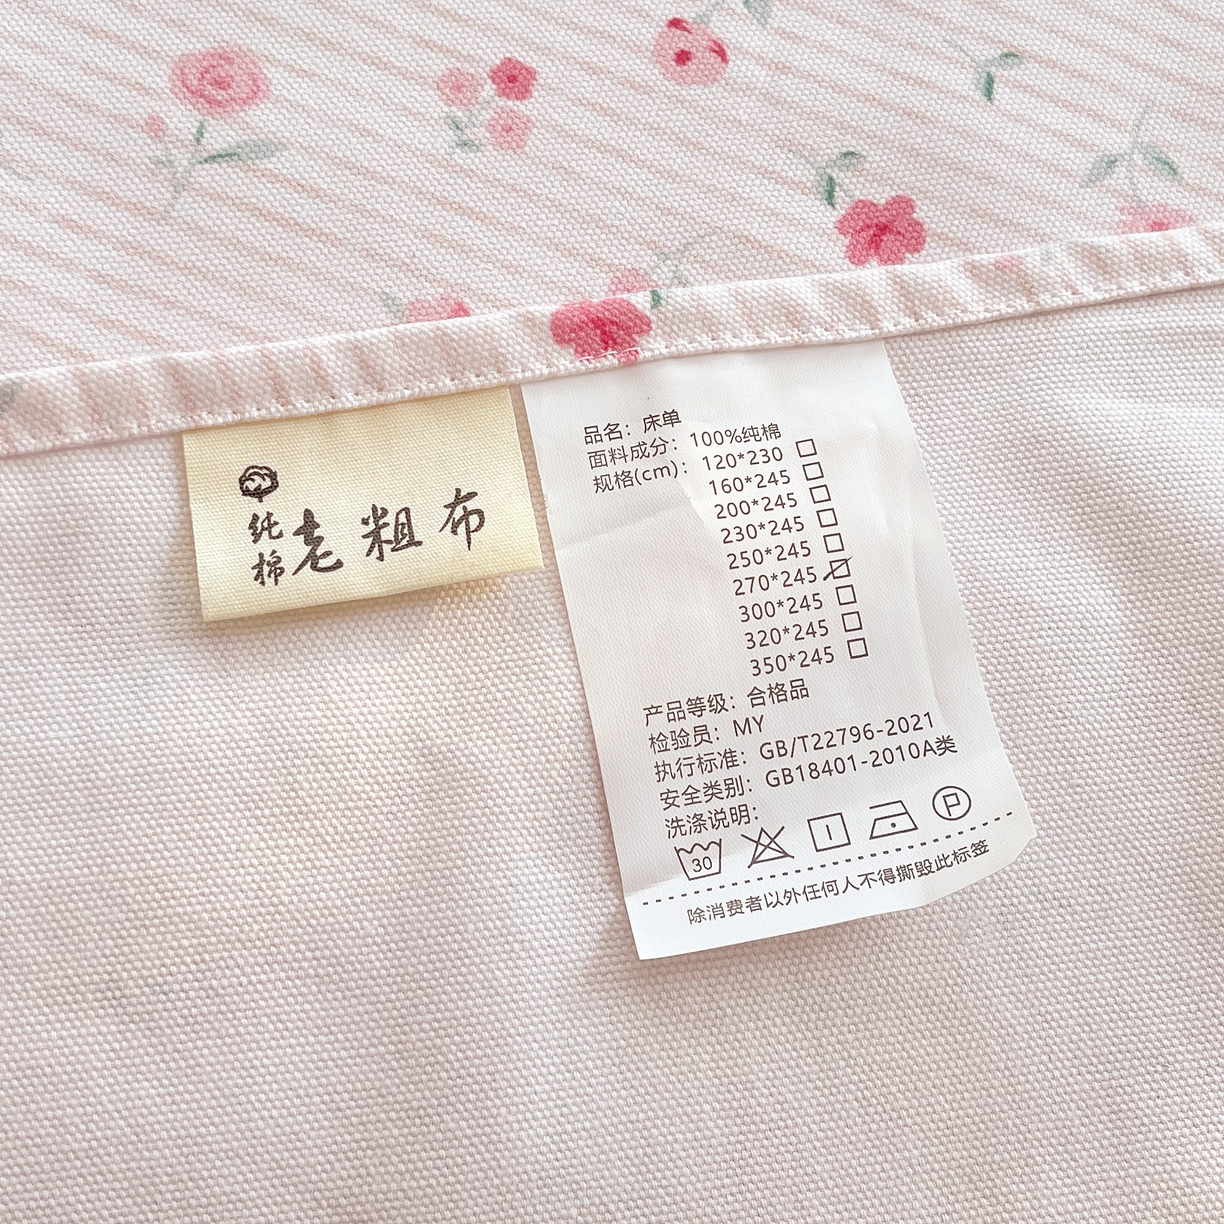 纯棉老粗布
品名：床单
面料成分：100%纯棉
规格(cm)：120*230 □
160*245 □
200*245 □
230*245 □
250*245 □
270*245 ☑
300*245 □
320*245 □
350*245 □
产品等级：合格品
检验员：MY
执行标准：GB/T22796-2021
安全类别：GB18401-2010A类
洗涤说明：
30 P
除消费者以外任何人不得撕毁此标签